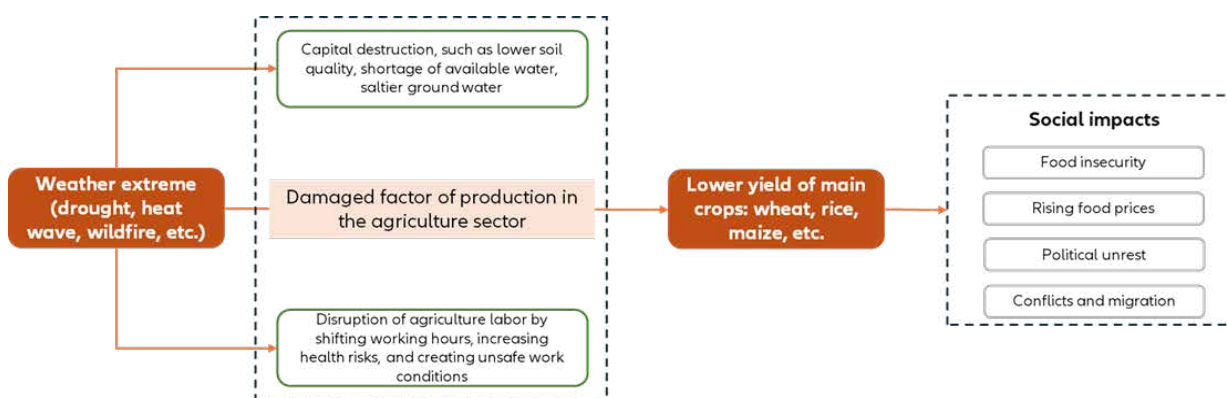 Capital destruction, such as lower soil
quality, shortage of available water,
saltier ground water
Weather extreme
(drought, heat
wave, wildfire, etc.)
Damaged factor of production in
the agriculture sector
Disruption of agriculture labor by
shifting working hours, increasing
health risks, and creating unsafe work
conditions
Lower yield of main
crops: wheat, rice,
maize, etc.
Social impacts
Food insecurity
Rising food prices
Political unrest
Conflicts and migration